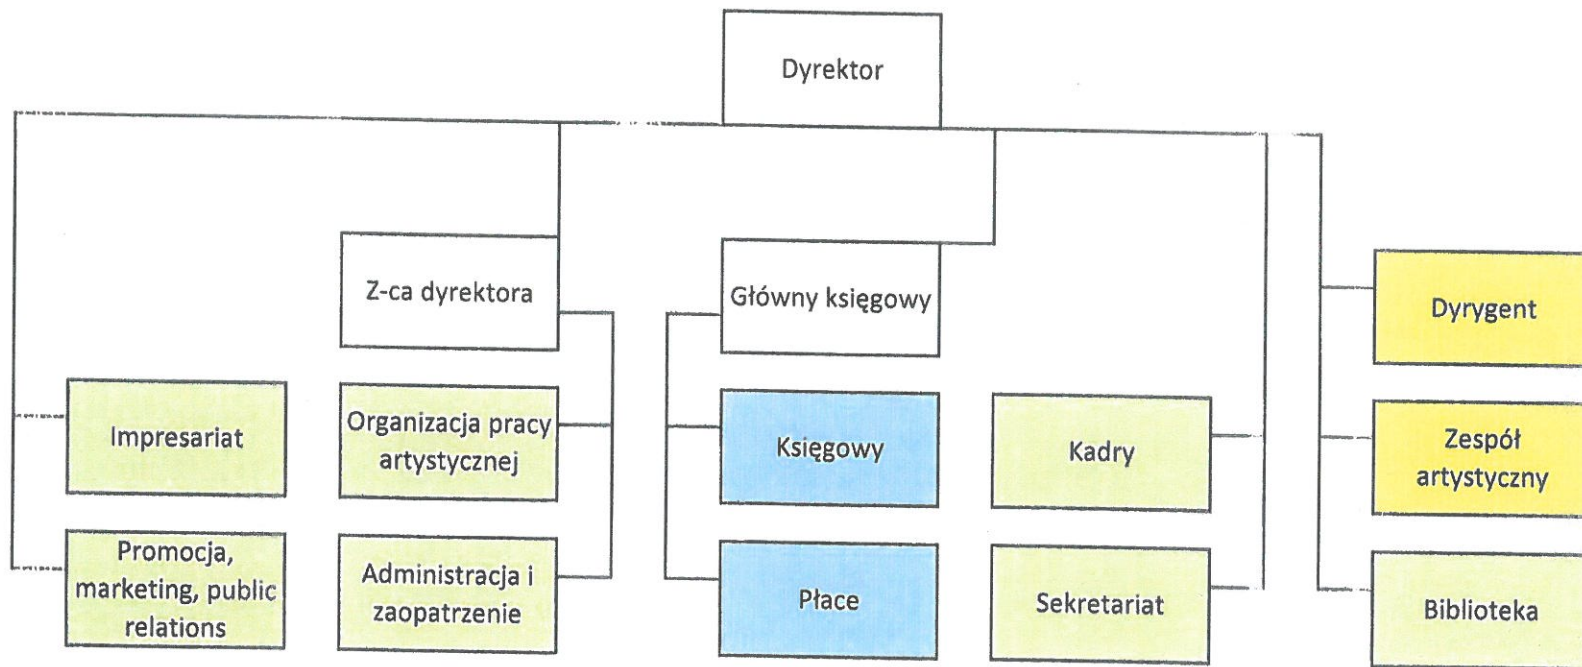 Dyrektor
Z-ca dyrektora
Główny księgowy
Dyrygent
Impresariat
Organizacja pracy
artystycznej
Księgowy
Kadry
Zespół
artystyczny
Promocja,
marketing, public
relations
Administracja i
zaopatrzenie
Płace
Sekretariat
Biblioteka